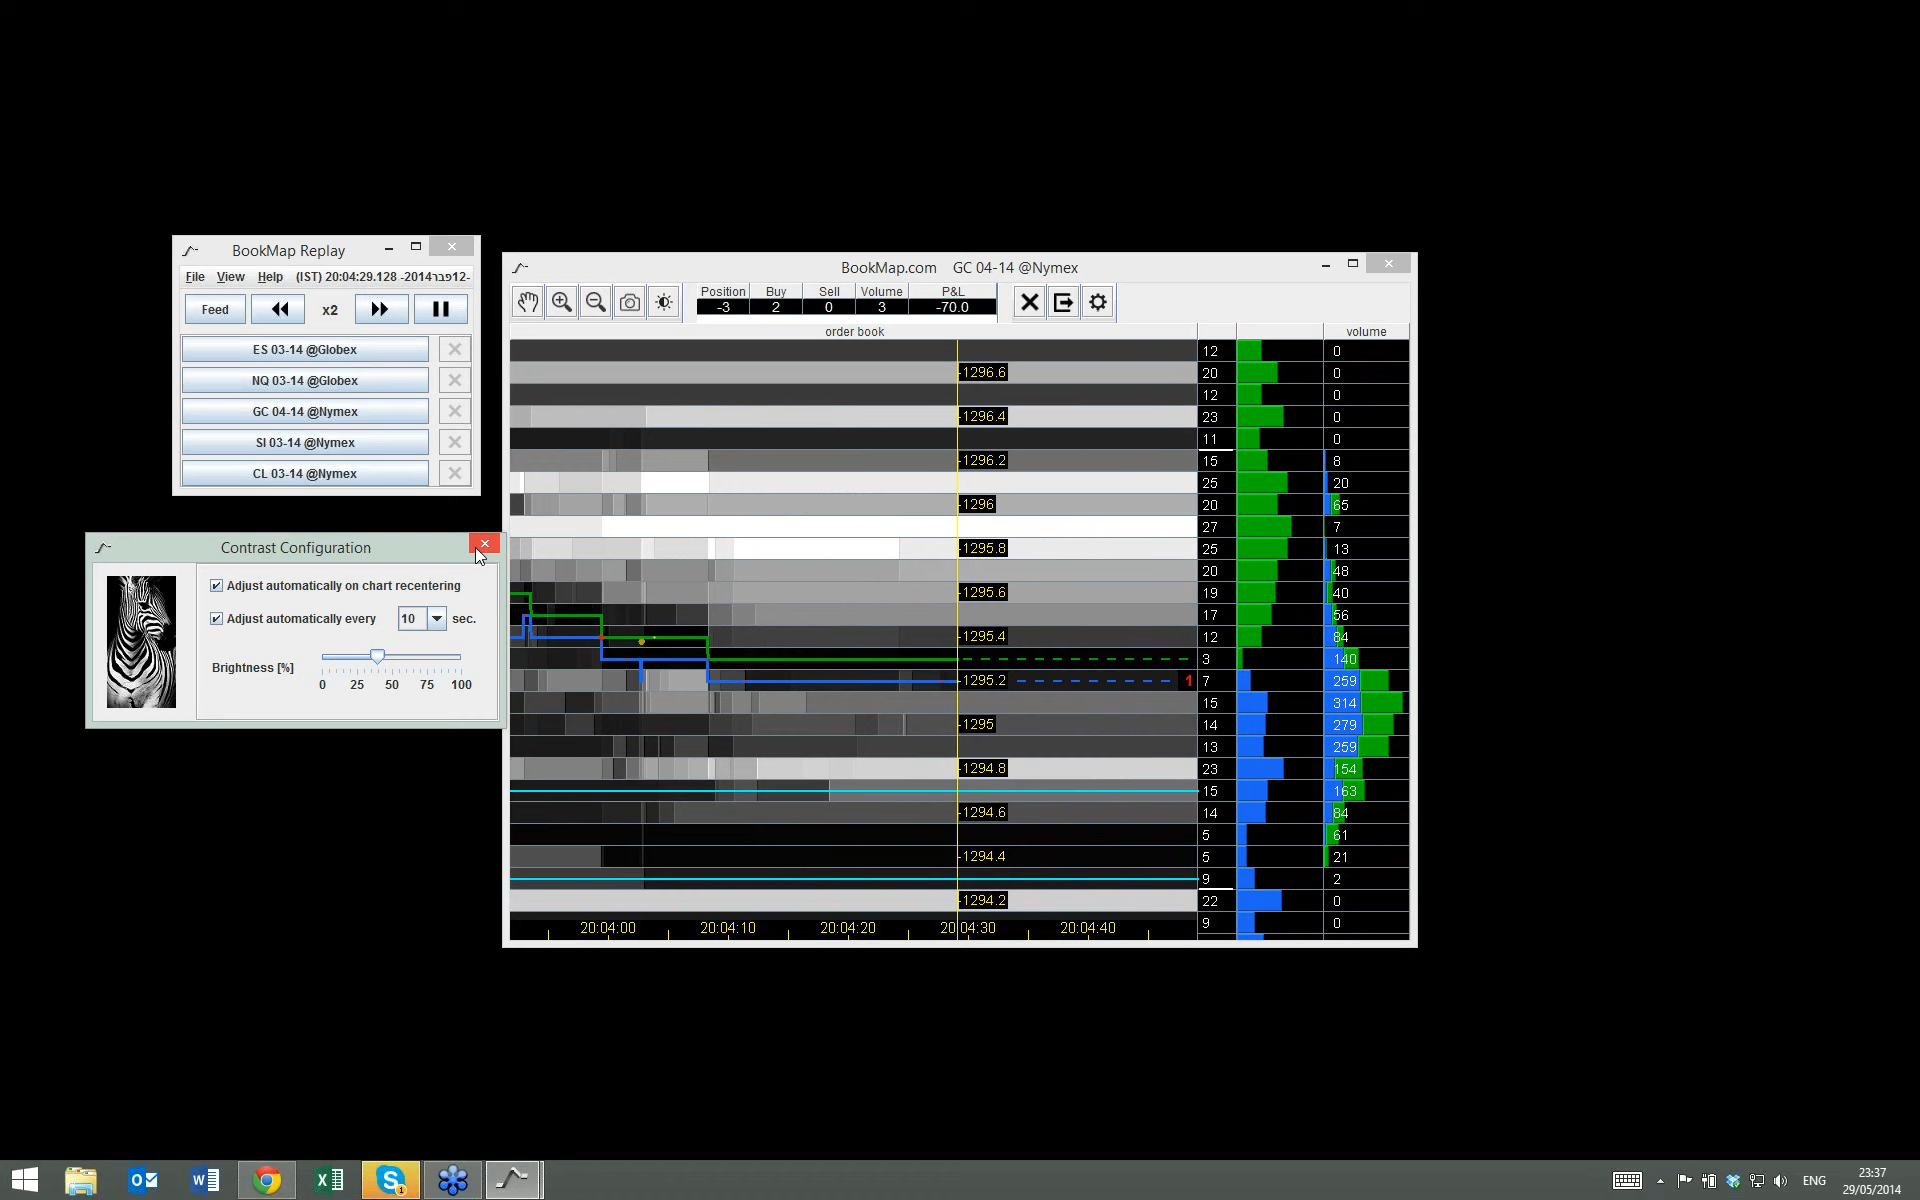 BookMap Replay
File View Help (IST) 20:04:29.128 -2014פבר12-
Feed x2
ES 03-14 @Globex
NQ 03-14 @Globex
GC 04-14 @Nymex
SI 03-14 @Nymex
CL 03-14 @Nymex
Contrast Configuration
Adjust automatically on chart recentering
Adjust automatically every 10 sec.
Brightness [%]
0 25 50 75 100
BookMap.com GC 04-14 @Nymex
Position Buy Sell Volume P&L
-3 2 0 3 -70.0
order book volume
12 0
1296.6 20 0
12 0
1296.4 23 0
11 0
1296.2 15 8
25 20
1296 20 65
27 7
1295.8 25 13
20 48
1295.6 19 40
17 56
1295.4 12 84
3 140
1295.2 1 7 259
15 314
1295 14 279
13 259
1294.8 23 154
15 163
1294.6 14 84
5 61
1294.4 5 21
9 2
1294.2 22 0
9 0
20:04:00 20:04:10 20:04:20 20:04:30 20:04:40
ENG
23:37
29/05/2014